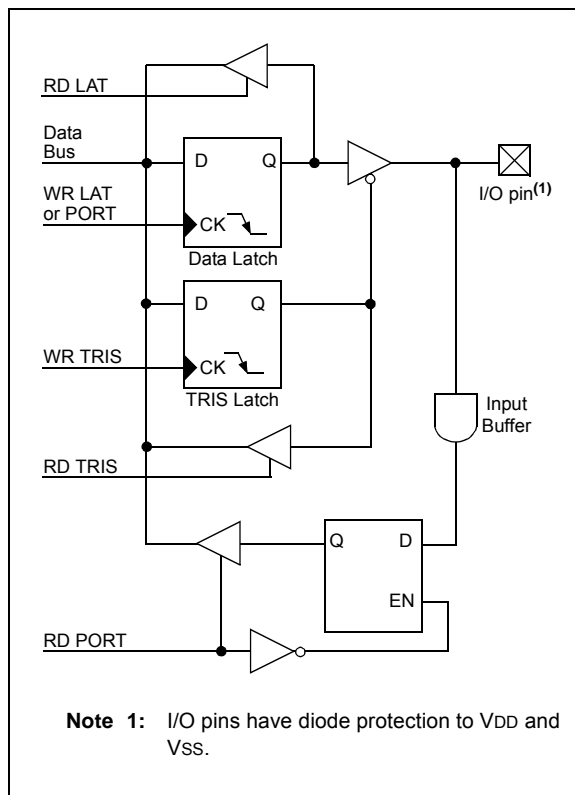 RD LAT
Data
Bus
D Q
WR LAT
or PORT
CK
Data Latch
I/O pin(1)
D Q
WR TRIS
CK
TRIS Latch
Input
Buffer
RD TRIS
Q D
EN
RD PORT
Note 1: I/O pins have diode protection to VDD and
VSS.